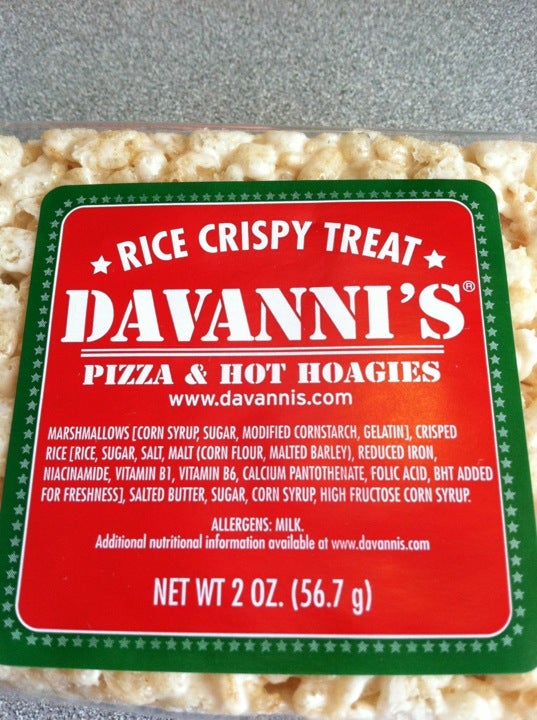 RICE CRISPY TREAT
DAVANNI'S®
PIZZA & HOT HOAGIES
www.davannis.com
MARSHMALLOWS [CORN SYRUP, SUGAR, MODIFIED CORNSTARCH, GELATIN], CRISPED
RICE [RICE, SUGAR, SALT, MALT (CORN FLOUR, MALTED BARLEY), REDUCED IRON,
NIACINAMIDE, VITAMIN B1, VITAMIN B6, CALCIUM PANTOTHENATE, FOLIC ACID, BHT ADDED
FOR FRESHNESS], SALTED BUTTER, SUGAR, CORN SYRUP, HIGH FRUCTOSE CORN SYRUP.
ALLERGENS: MILK.
Additional nutritional information available at www.davannis.com
NET WT 2 OZ. (56.7 g)